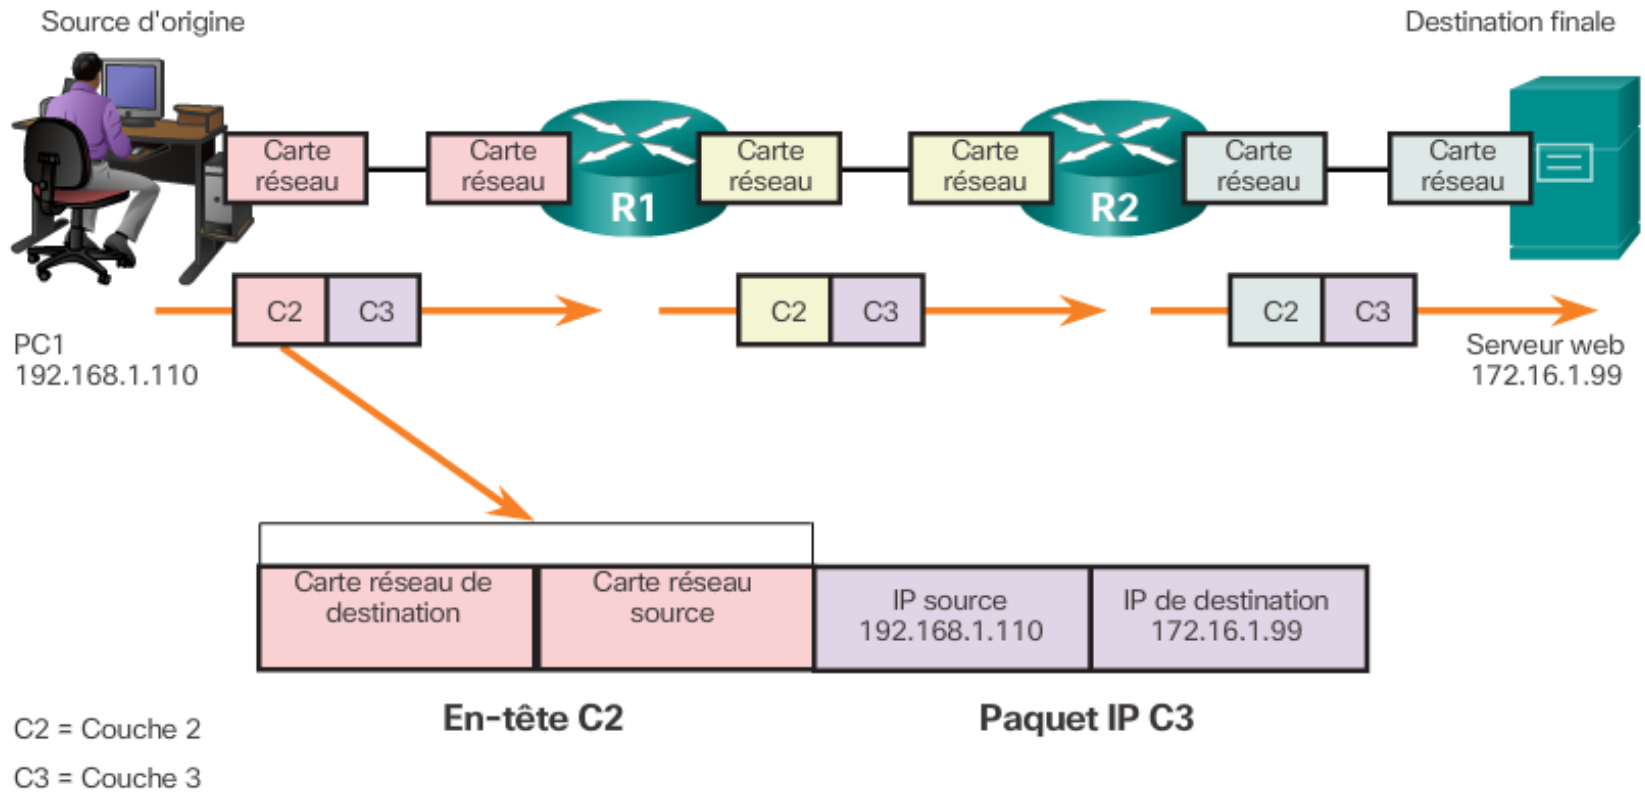 Source d'origine
Destination finale
Carte
réseau
Carte
réseau
R1
Carte
réseau
Carte
réseau
R2
Carte
réseau
Carte
réseau
C2
C3
C2
C3
C2
C3
PC1
192.168.1.110
Serveur web
172.16.1.99
Carte réseau de
destination
Carte réseau
source
IP source
192.168.1.110
IP de destination
172.16.1.99
En-tête C2
Paquet IP C3
C2 = Couche 2
C3 = Couche 3